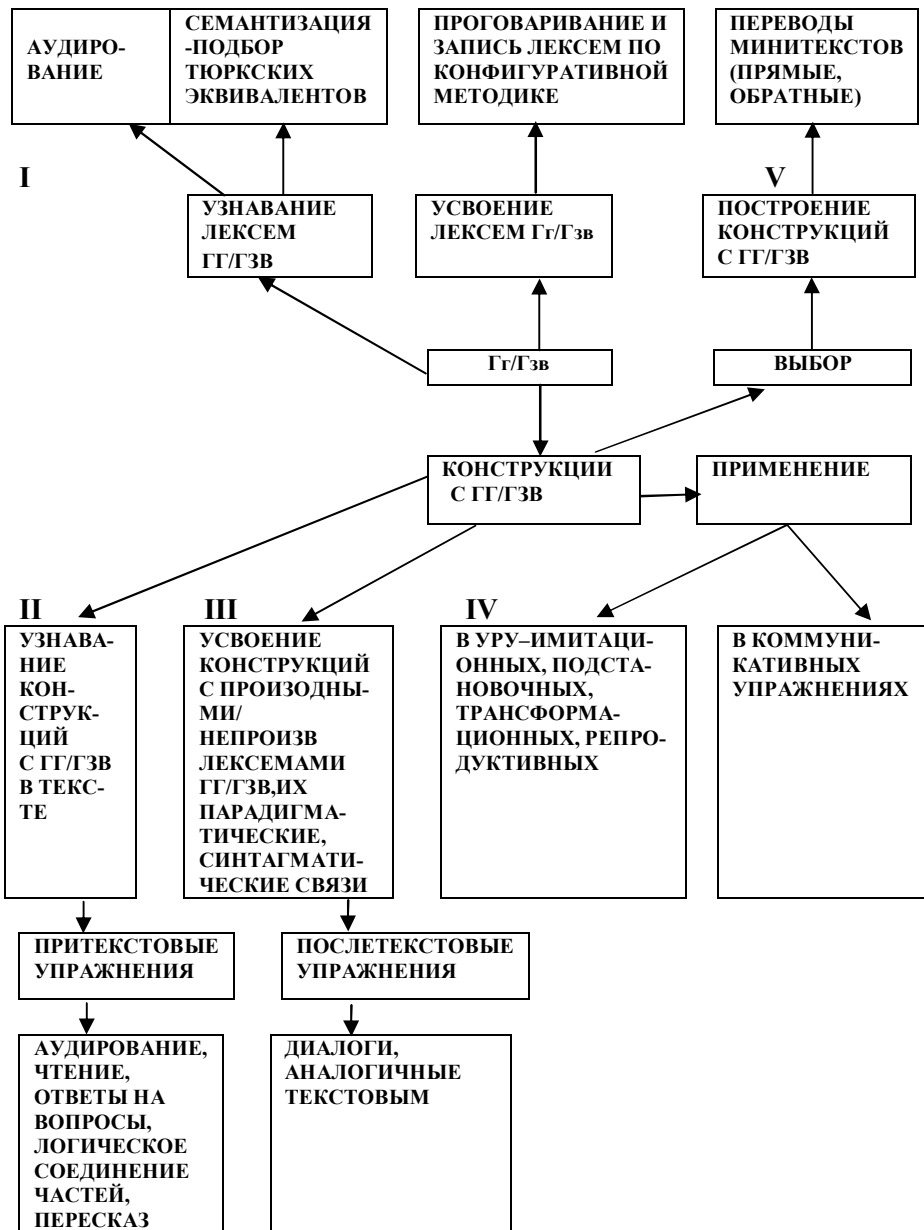 АУДИРО-
ВАНИЕ
СЕМАНТИЗАЦИЯ
-ПОДБОР
ТЮРКСКИХ
ЭКВИВАЛЕНТОВ
ПРОГОВАРИВАНИЕ И
ЗАПИСЬ ЛЕКСЕМ ПО
КОНФИГУРАТИВНОЙ
МЕТОДИКЕ
ПЕРЕВОДЫ
МИНИТЕКСТОВ
(ПРЯМЫЕ,
ОБРАТНЫЕ)
I
V
УЗНАВАНИЕ
ЛЕКСЕМ
ГГ/ГЗВ
УСВОЕНИЕ
ЛЕКСЕМ Гг/Гзв
ПОСТРОЕНИЕ
КОНСТРУКЦИЙ
С ГГ/ГЗВ
Гг/Гзв
ВЫБОР
КОНСТРУКЦИИ
С ГГ/ГЗВ
ПРИМЕНЕНИЕ
II
III
IV
УЗНАВА-
НИЕ
КОН-
СТРУК-
ЦИЙ
С ГГ/ГЗВ
В ТЕКС-
ТЕ
УСВОЕНИЕ
КОНСТРУКЦИЙ
С ПРОИЗОДНЫ-
МИ/
НЕПРОИЗВ
ЛЕКСЕМАМИ
ГГ/ГЗВ,ИХ
ПАРАДИГМА-
ТИЧЕСКИЕ,
СИНТАГМАТИ-
ЧЕСКИЕ СВЯЗИ
В УРУ–ИМИТАЦИ-
ОННЫХ, ПОДСТА-
НОВОЧНЫХ,
ТРАНСФОРМА-
ЦИОННЫХ, РЕПРО-
ДУКТИВНЫХ
В КОММУНИ-
КАТИВНЫХ
УПРАЖНЕНИЯХ
ПРИТЕКСТОВЫЕ
УПРАЖНЕНИЯ
ПОСЛЕТЕКСТОВЫЕ
УПРАЖНЕНИЯ
АУДИРОВАНИЕ,
ЧТЕНИЕ,
ОТВЕТЫ НА
ВОПРОСЫ,
ЛОГИЧЕСКОЕ
СОЕДИНЕНИЕ
ЧАСТЕЙ,
ПЕРЕСКАЗ
ДИАЛОГИ,
АНАЛОГИЧНЫЕ
ТЕКСТОВЫМ